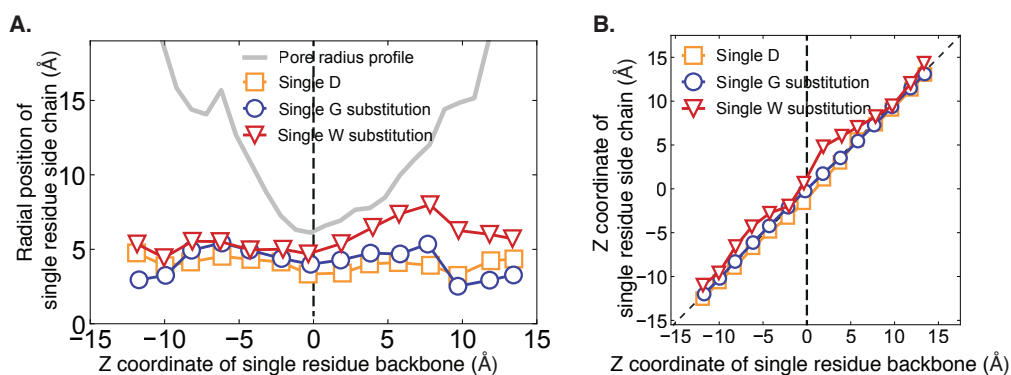 A.
Radial position of
single residue side chain (Å)
15
10
5
0
Pore radius profile
Single D
Single G substitution
Single W substitution
−15 −10 −5 0 5 10 15
Z coordinate of single residue backbone (Å)
B.
Z coordinate of
single residue side chain (Å)
15
10
5
0
−5
−10
−15
Single D
Single G substitution
Single W substitution
−15 −10 −5 0 5 10 15
Z coordinate of single residue backbone (Å)